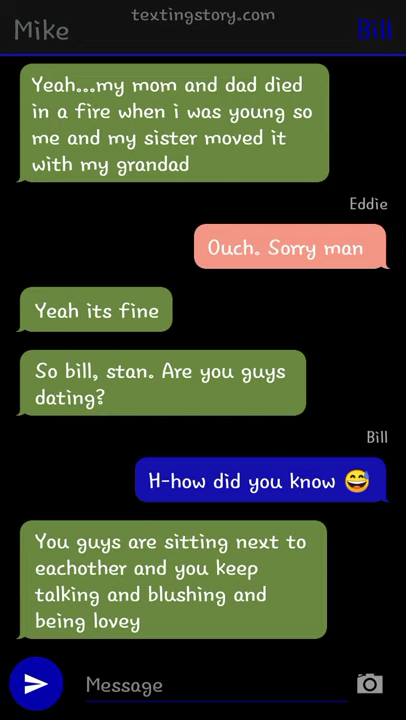 textingstory.com
Mike
Bill
Yeah...my mom and dad died
in a fire when i was young so
me and my sister moved it
with my grandad
Eddie
Ouch. Sorry man
Yeah its fine
So bill, stan. Are you guys
dating?
Bill
H-how did you know 😅
You guys are sitting next to
eachother and you keep
talking and blushing and
being lovey
Message